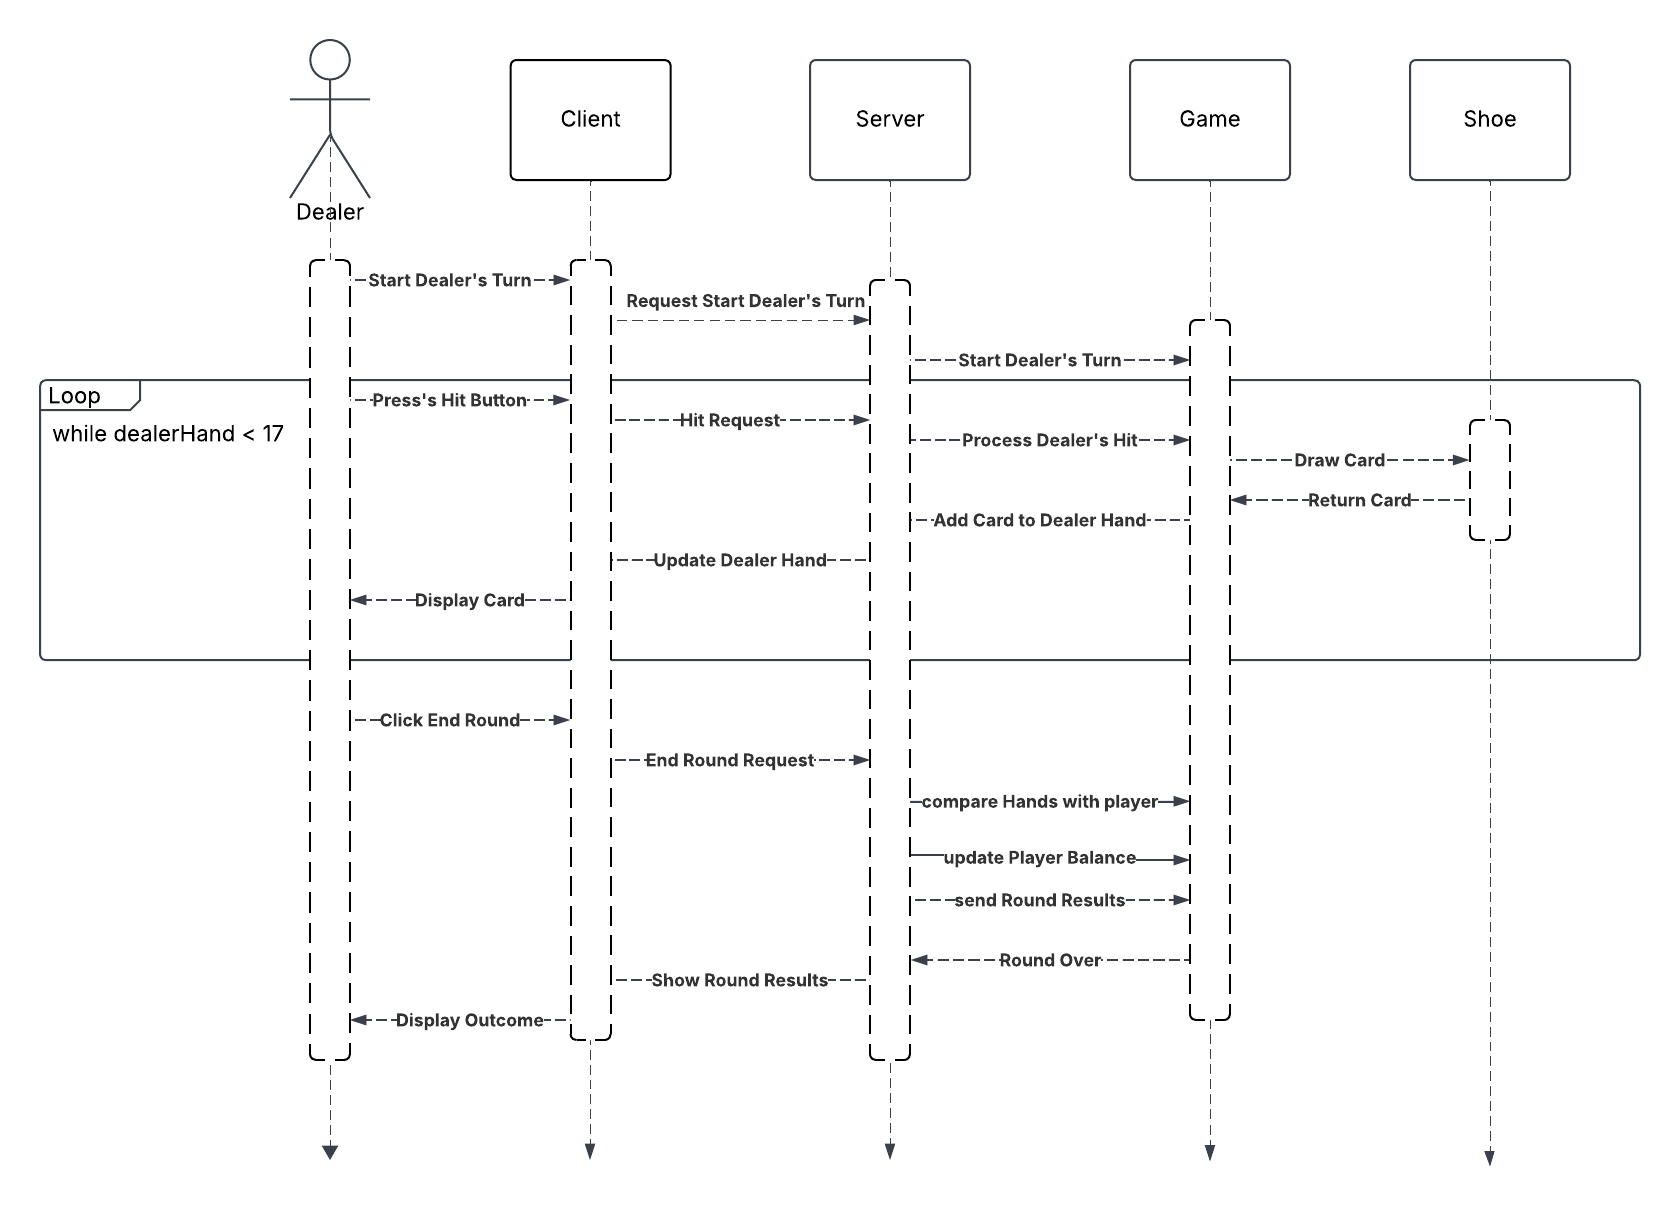 Dealer
Client
Server
Game
Shoe
Start Dealer's Turn
Request Start Dealer's Turn
Start Dealer's Turn
Loop
while dealerHand < 17
Press's Hit Button
Hit Request
Process Dealer's Hit
Draw Card
Return Card
Add Card to Dealer Hand
Update Dealer Hand
Display Card
Click End Round
End Round Request
compare Hands with player
update Player Balance
send Round Results
Round Over
Show Round Results
Display Outcome